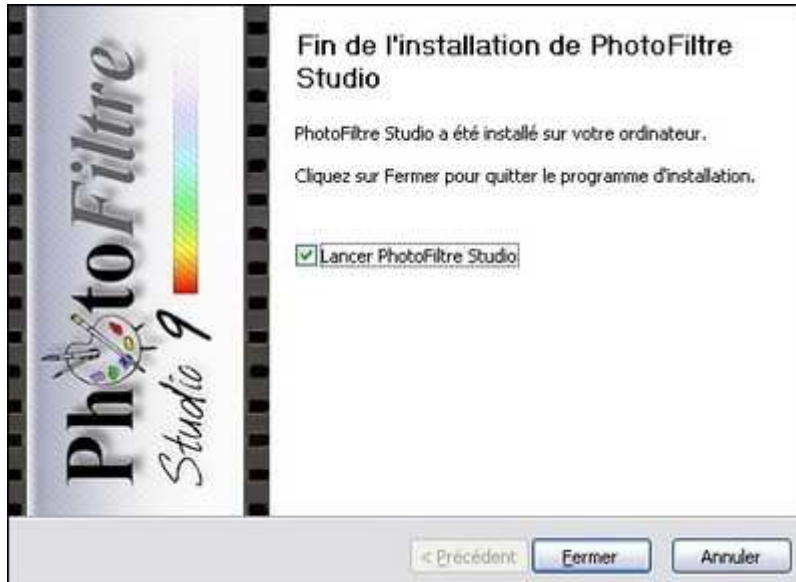 PhotoFiltre
Studio 9
Fin de l'installation de PhotoFiltre
Studio
PhotoFiltre Studio a été installé sur votre ordinateur.
Cliquez sur Fermer pour quitter le programme d'installation.
Lancer PhotoFiltre Studio
< Précédent
Fermer
Annuler